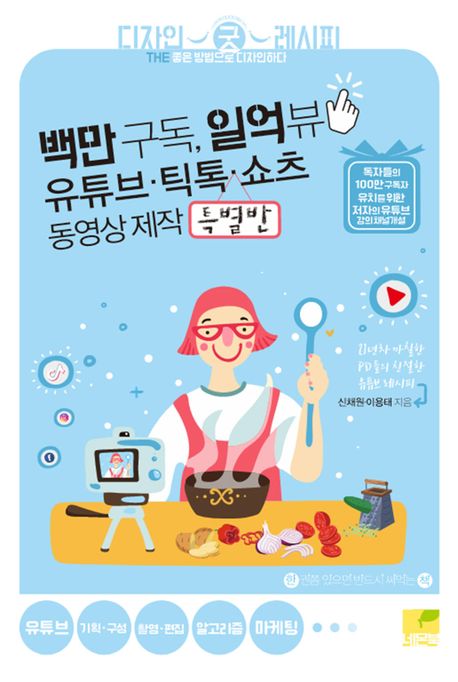 디자인 굿 레시피
THE 좋은 방법으로 디자인하다
백만 구독, 일억뷰
유튜브·틱톡·쇼츠
동영상 제작 특별반
독자들의
100만 구독자
유치를 위한
저자의 유튜브
강의채널개설
21년차 까칠한
PD들의 친절한
유튜브 레시피
신채원·이용태 지음
한 권쯤 있으면 반드시 써먹는 책
유튜브 기획·구성 촬영·편집 알고리즘 마케팅
네몬북